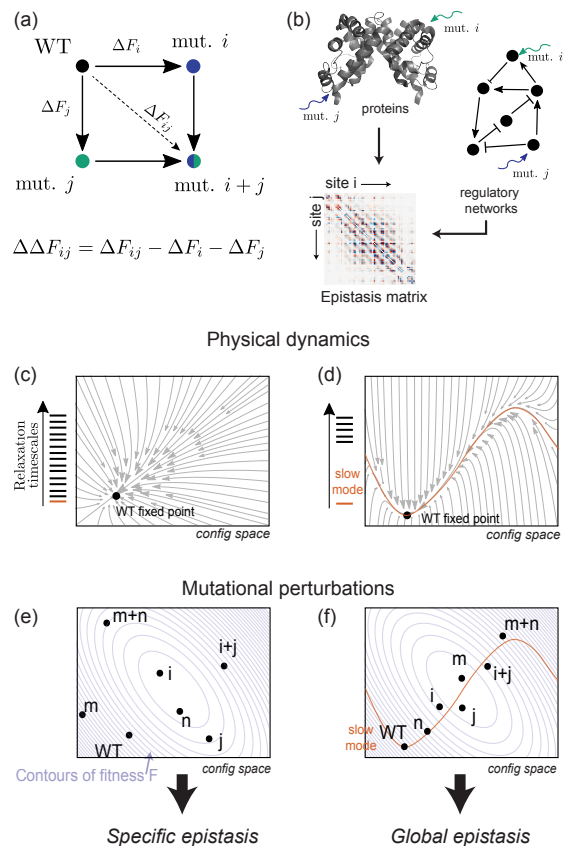 (a)
WT
ΔF_i
mut. i
ΔF_j
ΔF_ij
mut. j
mut. i + j
ΔΔF_ij = ΔF_ij − ΔF_i − ΔF_j
(b)
mut. i
mut. j
proteins
mut. i
mut. j
regulatory
networks
site i
site j
Epistasis matrix
Physical dynamics
(c)
Relaxation
timescales
WT fixed point
config space
(d)
slow
mode
WT fixed point
config space
Mutational perturbations
(e)
m+n
i+j
i
m
n
j
WT
Contours of fitness F
config space
Specific epistasis
(f)
m+n
m
i+j
i
j
n
WT
slow
mode
config space
Global epistasis